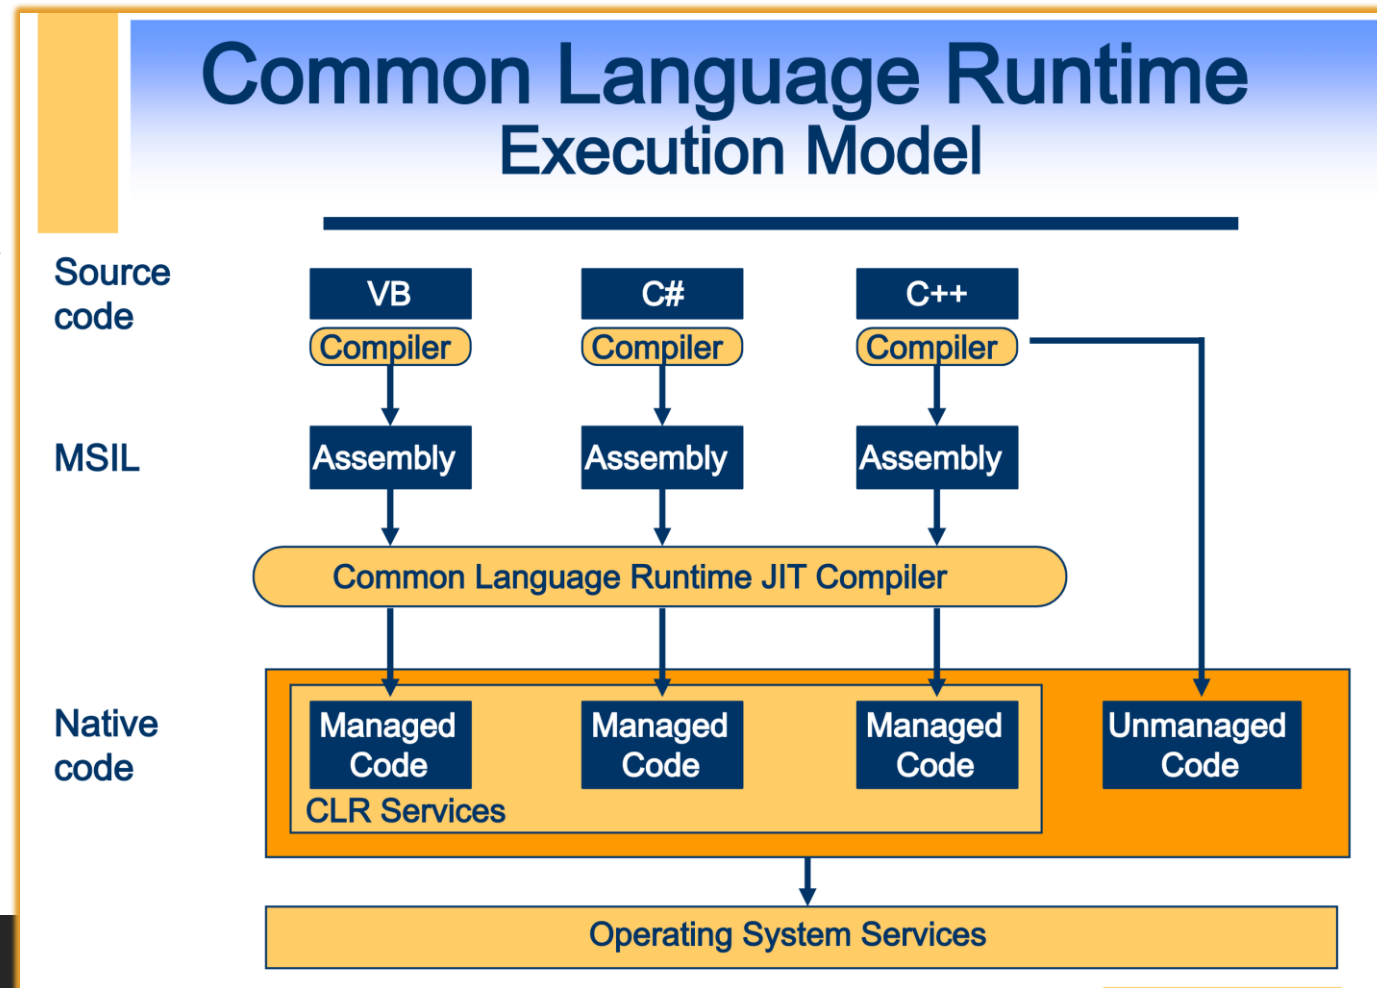 Common Language Runtime
Execution Model
Source
code
VB
C#
C++
Compiler
Compiler
Compiler
MSIL
Assembly
Assembly
Assembly
Common Language Runtime JIT Compiler
Native
code
Managed
Code
Managed
Code
Managed
Code
Unmanaged
Code
CLR Services
Operating System Services